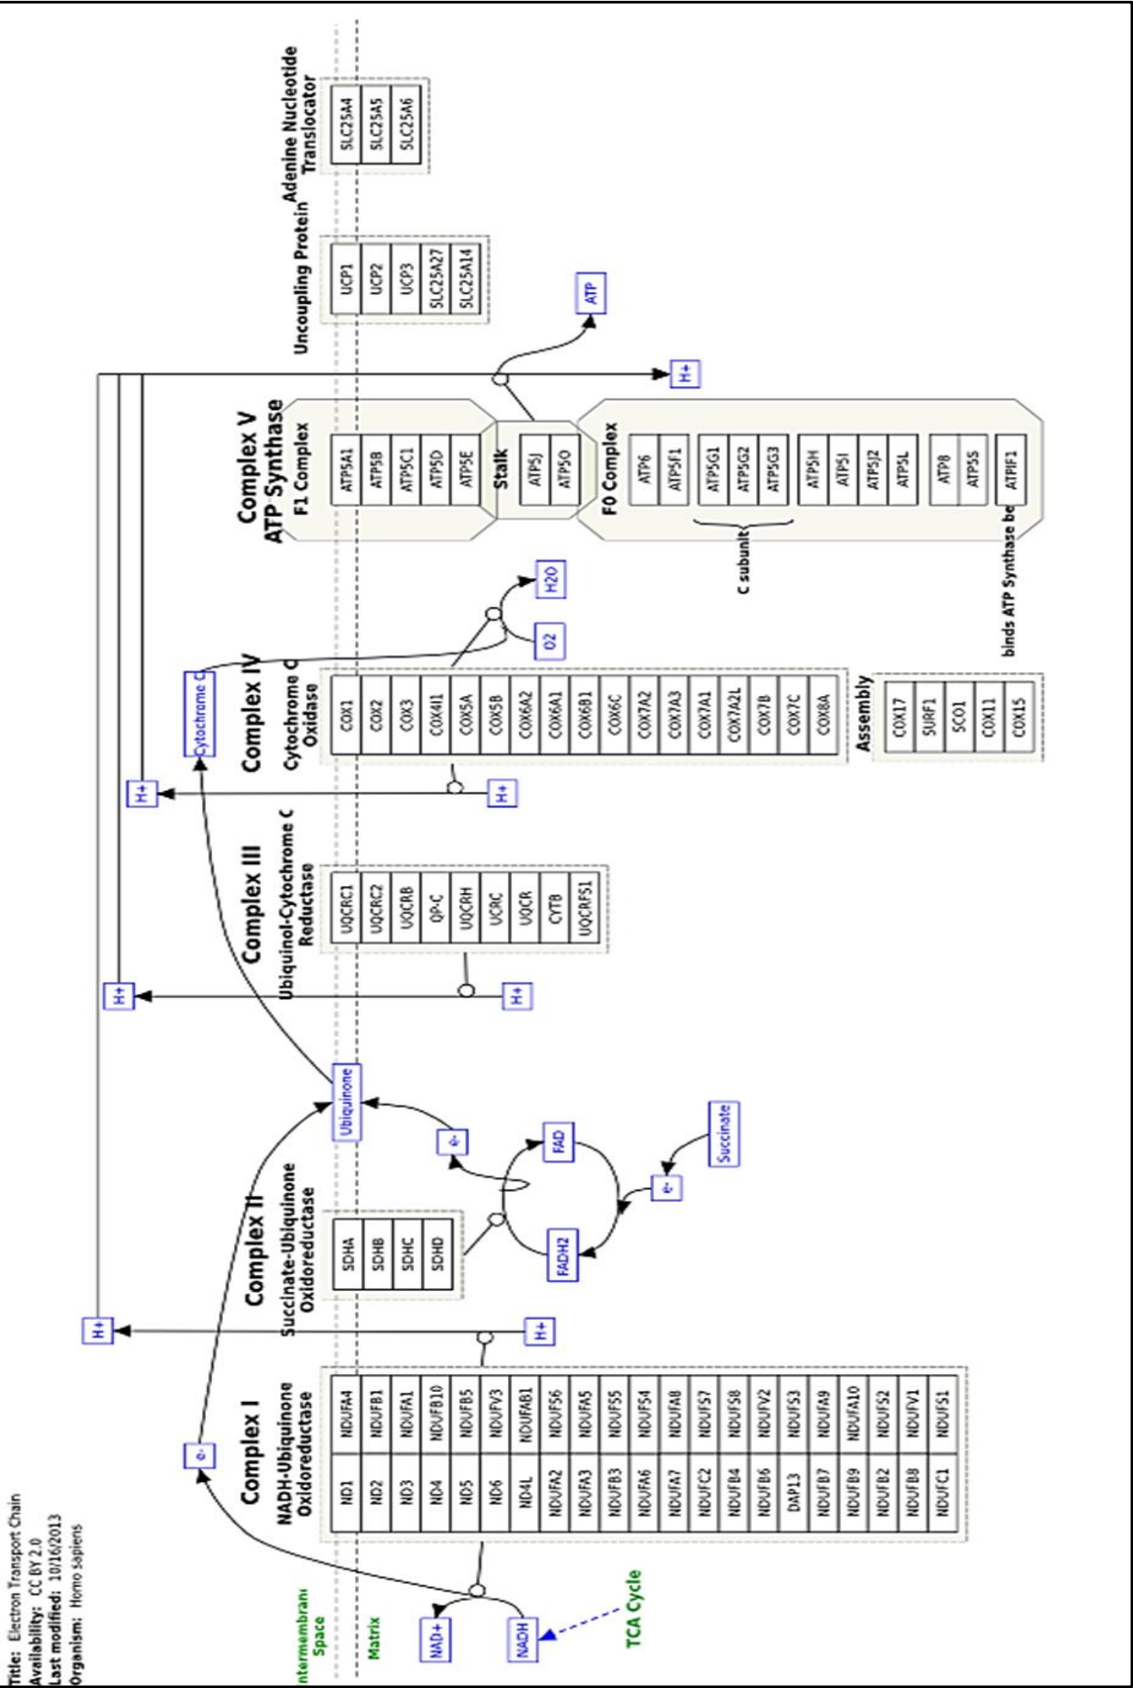 Title: Electron Transport Chain
Availability: CC BY 2.0
Last modified: 10/16/2013
Organism: Homo sapiens
ntermembrane
Space
Matrix
NAD+
NADH
TCA Cycle
e-
Complex I
NADH-Ubiquinone
Oxidoreductase
ND1 NDUFA4
ND2 NDUFB1
ND3 NDUFA1
ND4 NDUFB10
ND5 NDUFB5
ND6 NDUFV3
ND4L NDUFAB1
NDUFA2 NDUFS6
NDUFA3 NDUFA5
NDUFB3 NDUFS5
NDUFA6 NDUFS4
NDUFA7 NDUFA8
NDUFC2 NDUFS7
NDUFB4 NDUFS8
NDUFB6 NDUFV2
DAP13 NDUFS3
NDUFB7 NDUFA9
NDUFB9 NDUFA10
NDUFB2 NDUFS2
NDUFB8 NDUFV1
NDUFC1 NDUFS1
H+
H+
Complex II
Succinate-Ubiquinone
Oxidoreductase
SDHA
SDHB
SDHC
SDHD
FADH2
FAD
e-
e-
Succinate
Ubiquinone
H+
H+
Complex III
Ubiquinol-Cytochrome C
Reductase
UQCRC1
UQCRC2
UQCRB
QP-C
UQCRH
UCRC
UQCR
CYTB
UQCRFS1
H+
H+
Cytochrome C
Complex IV
Cytochrome C
Oxidase
COX1
COX2
COX3
COX4I1
COX5A
COX5B
COX6A2
COX6A1
COX6B1
COX6C
COX7A2
COX7A3
COX7A1
COX7A2L
COX7B
COX7C
COX8A
Assembly
COX17
SURF1
SCO1
COX11
COX15
O2
H2O
Complex V
ATP Synthase
F1 Complex
ATP5A1
ATP5B
ATP5C1
ATP5D
ATP5E
Stalk
ATP5J
ATP5O
F0 Complex
ATP6
ATP5F1
ATP5G1
ATP5G2
ATP5G3
C subunit
ATP5H
ATP5I
ATP5J2
ATP5L
ATP8
ATP5S
ATPIF1
binds ATP Synthase be
H+
ATP
Uncoupling Protein
UCP1
UCP2
UCP3
SLC25A27
SLC25A14
Adenine Nucleotide
Translocator
SLC25A4
SLC25A5
SLC25A6